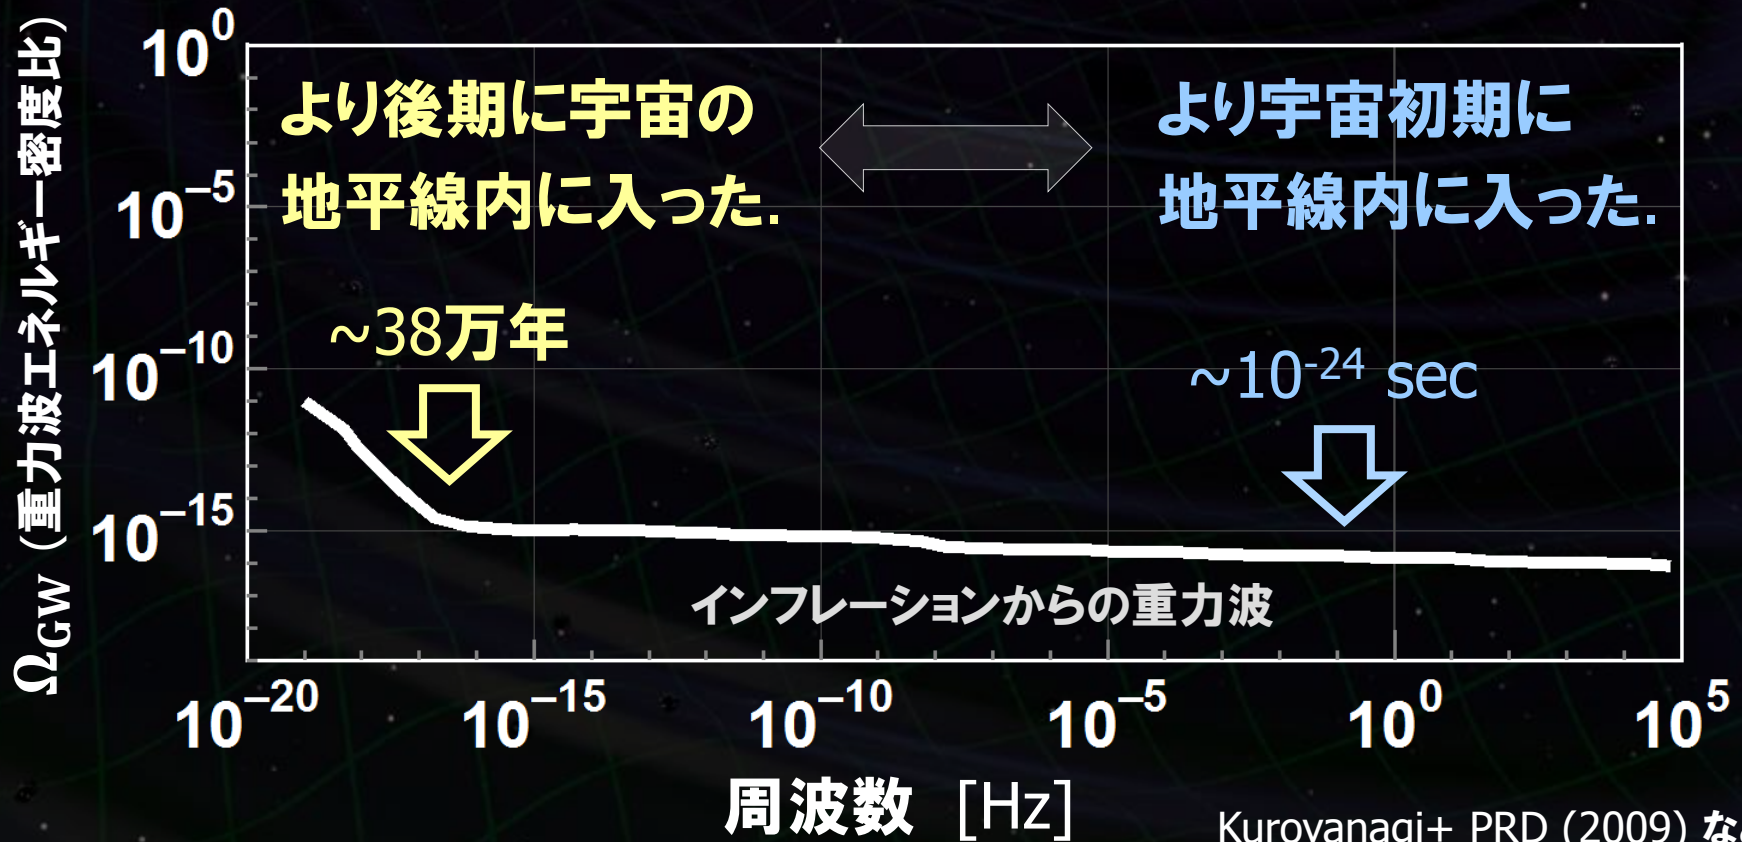 Ω_GW (重力波エネルギー密度比)
10^0
10^−5
10^−10
10^−15
より後期に宇宙の
地平線内に入った.
より宇宙初期に
地平線内に入った.
~38万年
~10^-24 sec
インフレーションからの重力波
10^−20
10^−15
10^−10
10^−5
10^0
10^5
周波数 [Hz]
Kuroyanagi+ PRD (2009)